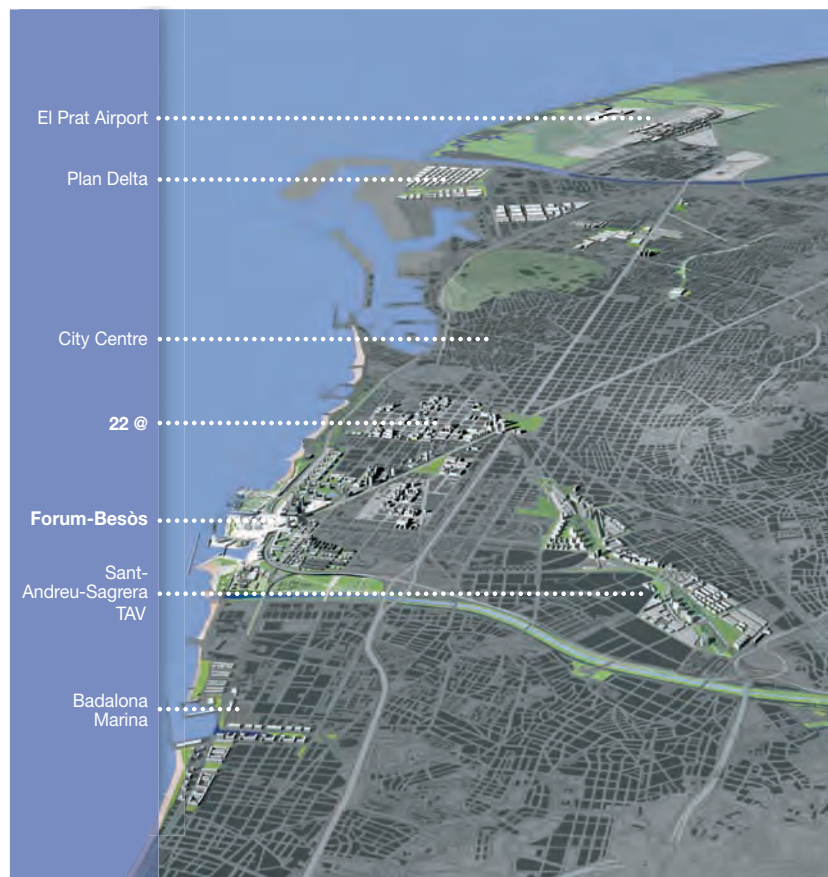 El Prat Airport
Plan Delta
City Centre
22 @
Forum-Besòs
Sant-
Andreu-Sagrera
TAV
Badalona
Marina